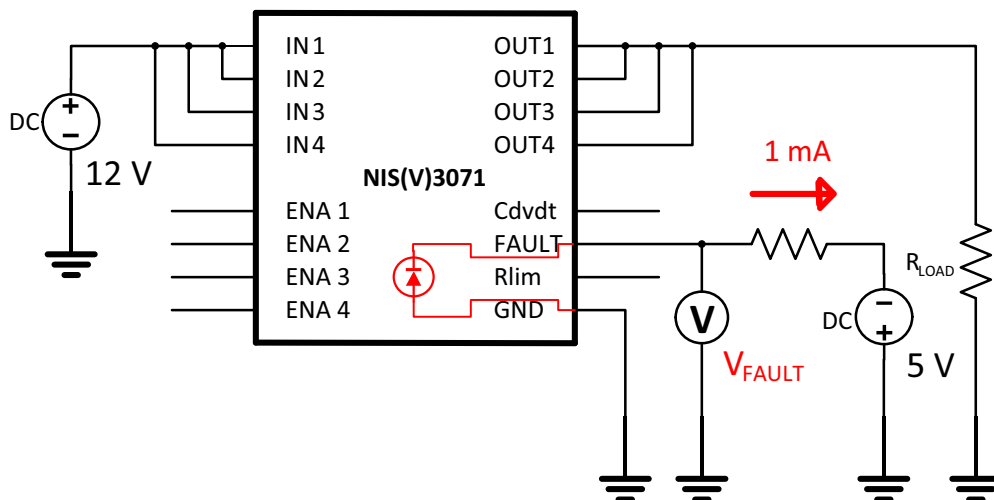 IN1
OUT1
IN2
OUT2
IN3
OUT3
IN4
OUT4
DC
+
−
12 V
NIS(V)3071
1 mA
ENA 1
Cdvdt
ENA 2
FAULT
ENA 3
Rlim
ENA 4
GND
V
VFAULT
DC
−
+
5 V
RLOAD